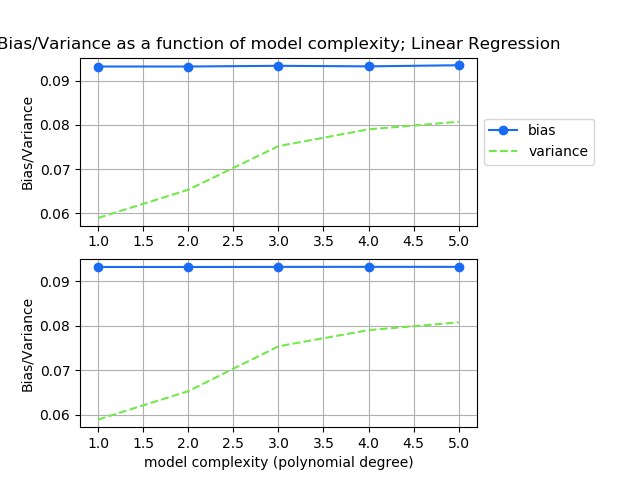 Bias/Variance as a function of model complexity; Linear Regression
0.09
0.08
0.07
0.06
Bias/Variance
1.0 1.5 2.0 2.5 3.0 3.5 4.0 4.5 5.0
bias
variance
0.09
0.08
0.07
0.06
Bias/Variance
1.0 1.5 2.0 2.5 3.0 3.5 4.0 4.5 5.0
model complexity (polynomial degree)